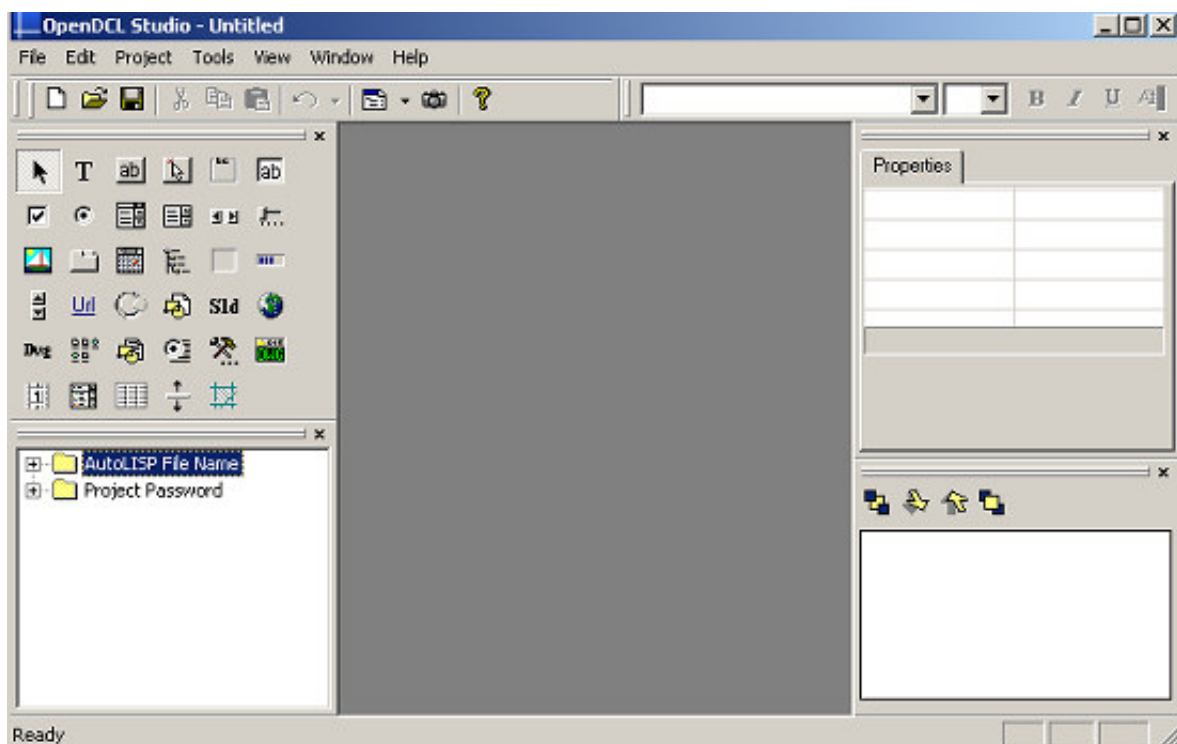 OpenDCL Studio - Untitled
File Edit Project Tools View Window Help
B I U
T ab ab
Url Sld
Dwg
1
Properties
AutoLISP File Name
Project Password
Ready